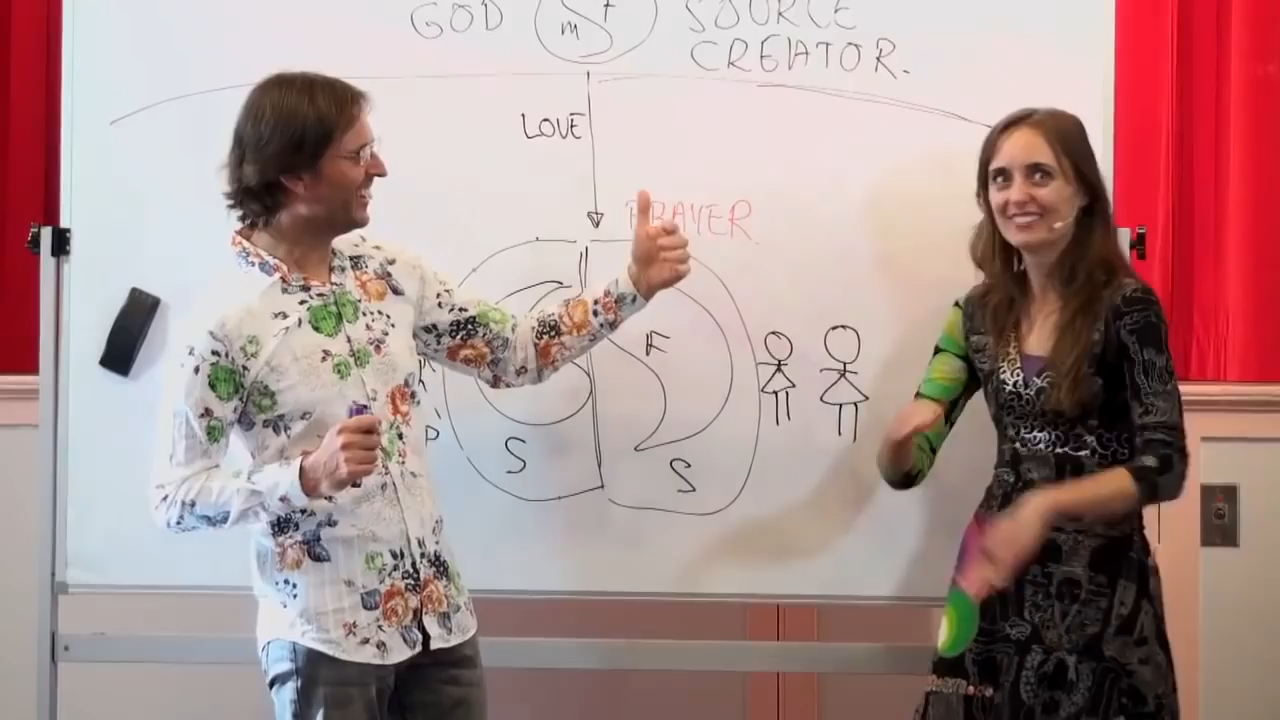 GOD m f SOURCE
CREATOR.
LOVE
PRAYER
F
P
S
S